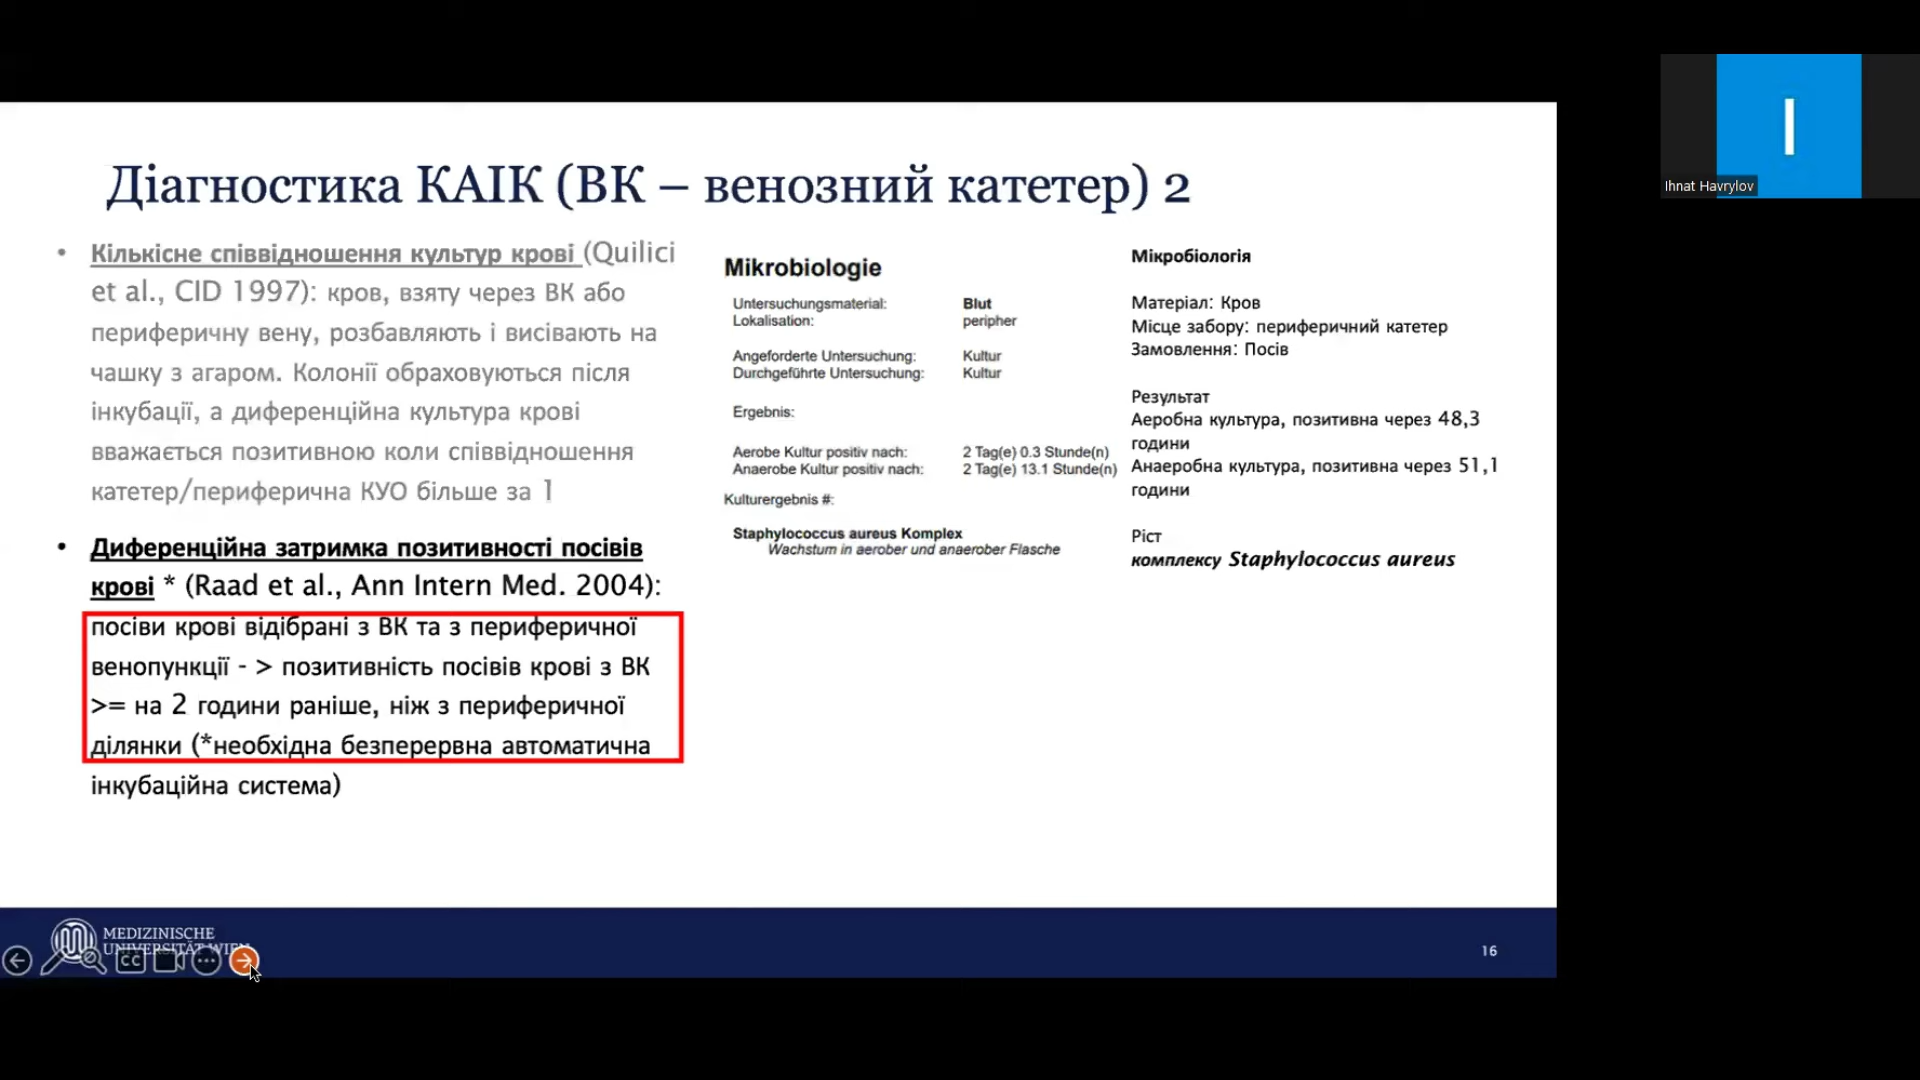 Діагностика КАІК (ВК – венозний катетер) 2
• Кількісне співвідношення культур крові (Quilici
et al., CID 1997): кров, взяту через ВК або
периферичну вену, розбавляють і висівають на
чашку з агаром. Колонії обраховуються після
інкубації, а диференційна культура крові
вважається позитивною коли співвідношення
катетер/периферична КУО більше за 1
• Диференційна затримка позитивності посівів
крові * (Raad et al., Ann Intern Med. 2004):
посіви крові відібрані з ВК та з периферичної
венопункції - > позитивність посівів крові з ВК
>= на 2 години раніше, ніж з периферичної
ділянки (*необхідна безперервна автоматична
інкубаційна система)
Mikrobiologie
Untersuchungsmaterial: Blut
Lokalisation: peripher
Angeforderte Untersuchung: Kultur
Durchgeführte Untersuchung: Kultur
Ergebnis:
Aerobe Kultur positiv nach: 2 Tag(e) 0.3 Stunde(n)
Anaerobe Kultur positiv nach: 2 Tag(e) 13.1 Stunde(n)
Kulturergebnis #:
Staphylococcus aureus Komplex
Wachstum in aerober und anaerober Flasche
Мікробіологія
Матеріал: Кров
Місце забору: периферичний катетер
Замовлення: Посів
Результат
Аеробна культура, позитивна через 48,3
години
Анаеробна культура, позитивна через 51,1
години
Ріст
комплексу Staphylococcus aureus
MEDIZINISCHE
UNIVERSITÄT WIEN
CC
16
I
Ihnat Havrylov